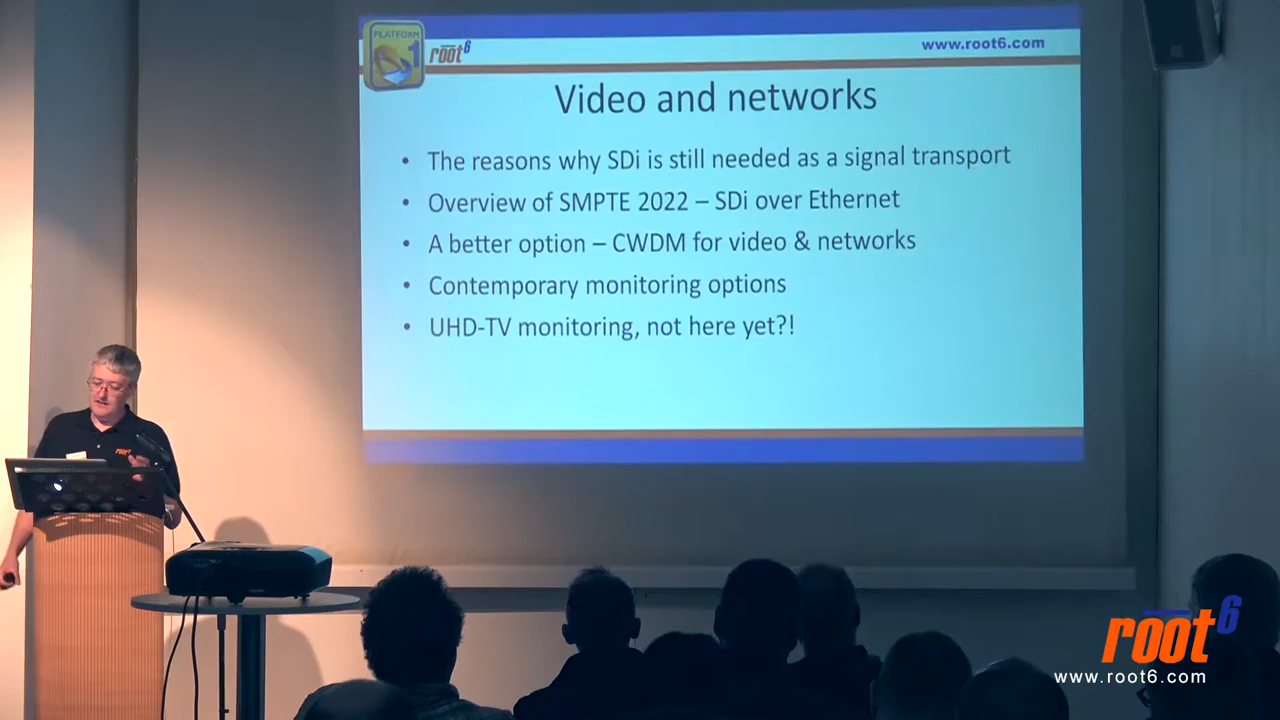 PLATFORM
1
root6
www.root6.com
Video and networks
• The reasons why SDi is still needed as a signal transport
• Overview of SMPTE 2022 – SDi over Ethernet
• A better option – CWDM for video & networks
• Contemporary monitoring options
• UHD-TV monitoring, not here yet?!
root
root6
www.root6.com